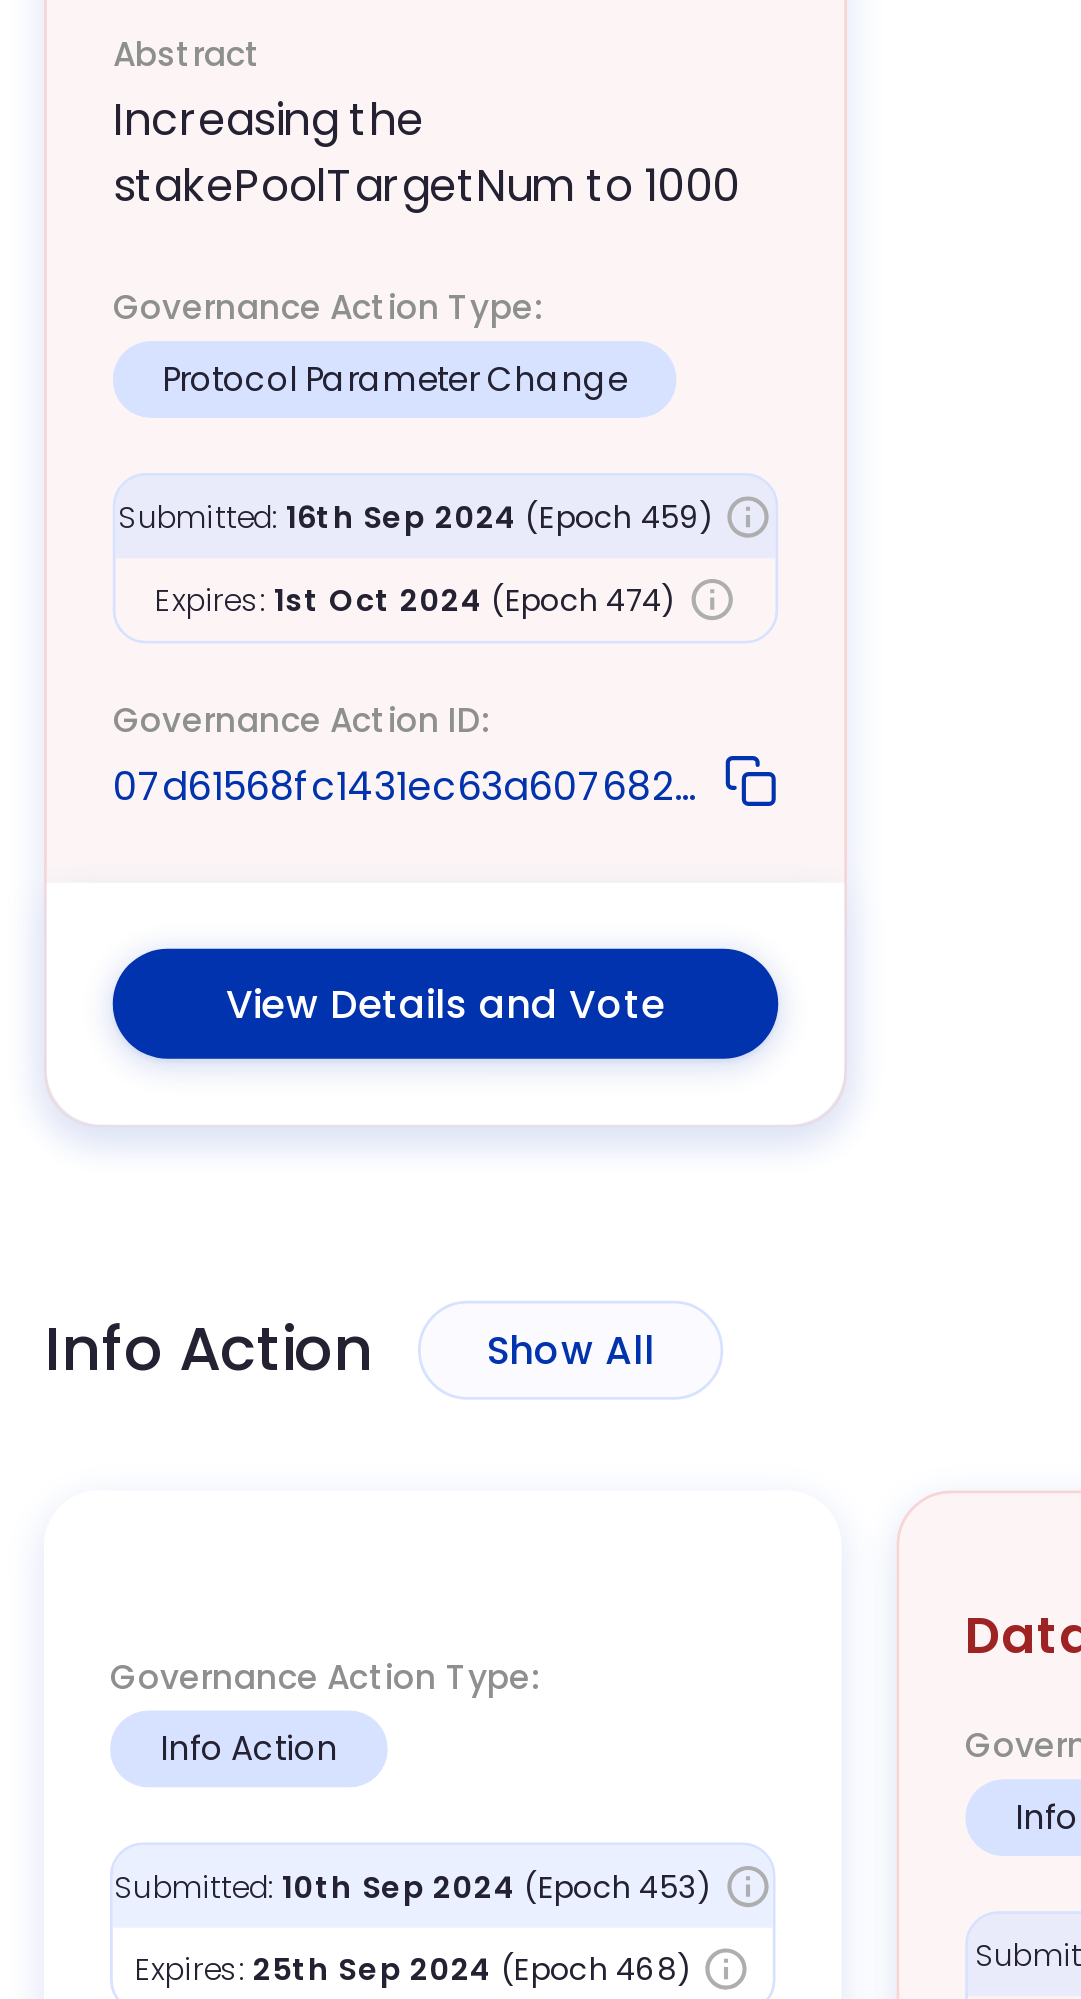 Abstract
Increasing the
stakePoolTargetNum to 1000
Governance Action Type:
Protocol Parameter Change
Submitted: 16th Sep 2024 (Epoch 459)
Expires: 1st Oct 2024 (Epoch 474)
Governance Action ID:
07d61568fc1431ec63a607682...
View Details and Vote
Info Action
Show All
Governance Action Type:
Info Action
Submitted: 10th Sep 2024 (Epoch 453)
Expires: 25th Sep 2024 (Epoch 468)
Data
Govern
Info
Submit